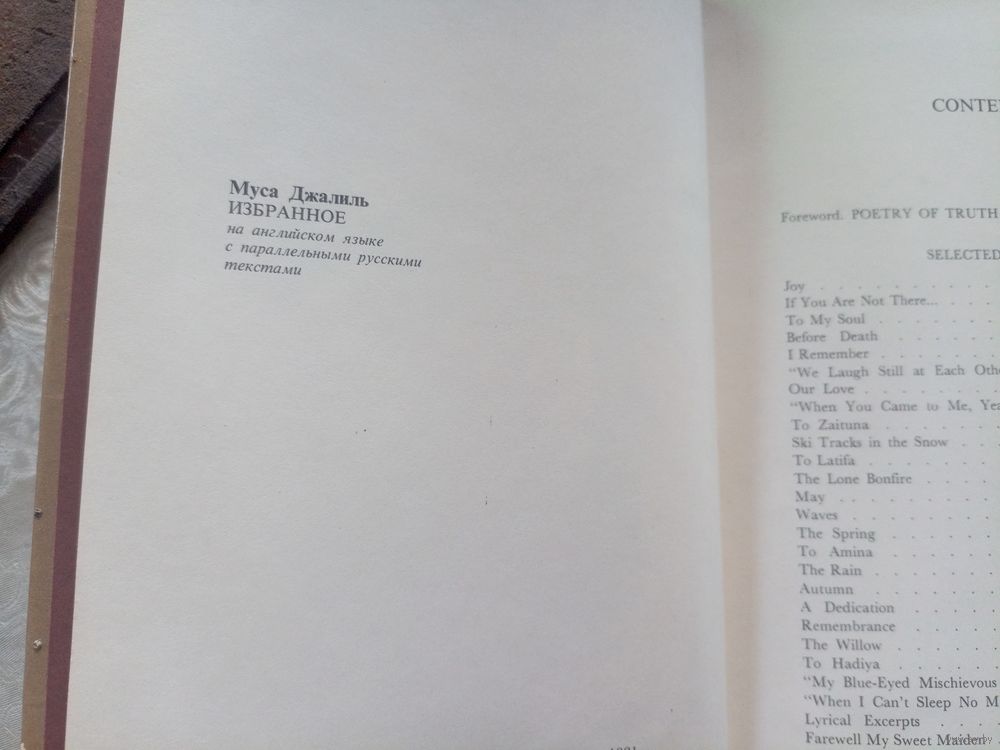 Муса Джалиль
ИЗБРАННОЕ
на английском языке
с параллельными русскими
текстами
Foreword. POETRY OF TRUTH
SELECTED
Joy . . . . . . . .
If You Are Not There... . . .
To My Soul . . . . . .
Before Death . . . . .
I Remember . . . . . .
"We Laugh Still at Each
Our Love . . . . . . .
"When You Came to Me,
To Zaituna . . . . . .
Ski Tracks in the Snow . . .
To Latifa . . . . . . .
The Lone Bonfire . . . .
May . . . . . . . .
Waves . . . . . . . .
The Spring . . . . . .
To Amina . . . . . .
The Rain . . . . . . .
Autumn . . . . . . .
A Dedication . . . . .
Remembrance . . . . .
The Willow . . . . . .
To Hadiya . . . . . .
"My Blue-Eyed Mischievous
"When I Can't Sleep No
Lyrical Excerpts . . . .
Farewell My Sweet Maiden